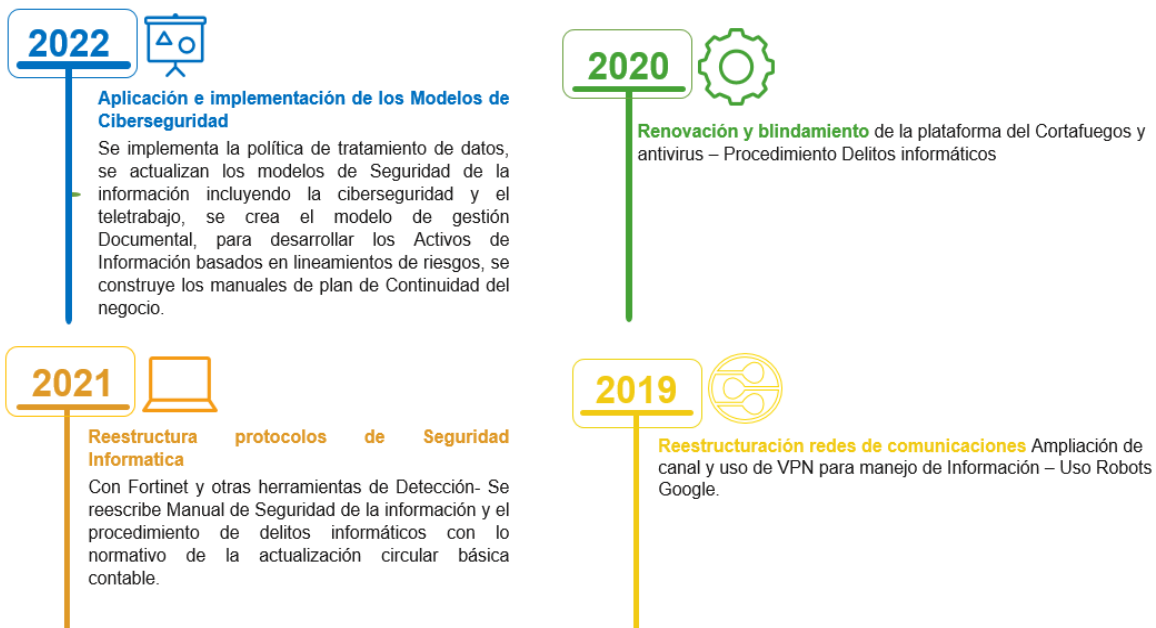 2022
Aplicación e implementación de los Modelos de
Ciberseguridad
Se implementa la política de tratamiento de datos,
se actualizan los modelos de Seguridad de la
información incluyendo la ciberseguridad y el
teletrabajo, se crea el modelo de gestión
Documental, para desarrollar los Activos de
Información basados en lineamientos de riesgos, se
construye los manuales de plan de Continuidad del
negocio.
2021
Reestructura protocolos de Seguridad
Informatica
Con Fortinet y otras herramientas de Detección- Se
reescribe Manual de Seguridad de la información y el
procedimiento de delitos informáticos con lo
normativo de la actualización circular básica
contable.
2020
Renovación y blindamiento de la plataforma del Cortafuegos y
antivirus – Procedimiento Delitos informáticos
2019
Reestructuración redes de comunicaciones Ampliación de
canal y uso de VPN para manejo de Información – Uso Robots
Google.